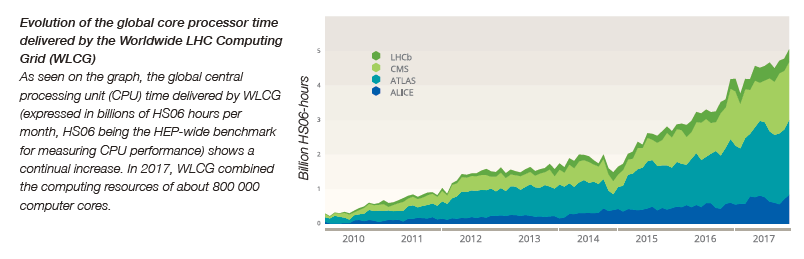 Evolution of the global core processor time
delivered by the Worldwide LHC Computing
Grid (WLCG)
As seen on the graph, the global central
processing unit (CPU) time delivered by WLCG
(expressed in billions of HS06 hours per
month, HS06 being the HEP-wide benchmark
for measuring CPU performance) shows a
continual increase. In 2017, WLCG combined
the computing resources of about 800 000
computer cores.
Billion HS06-hours
5
4
3
2
1
0
LHCb
CMS
ATLAS
ALICE
2010 2011 2012 2013 2014 2015 2016 2017